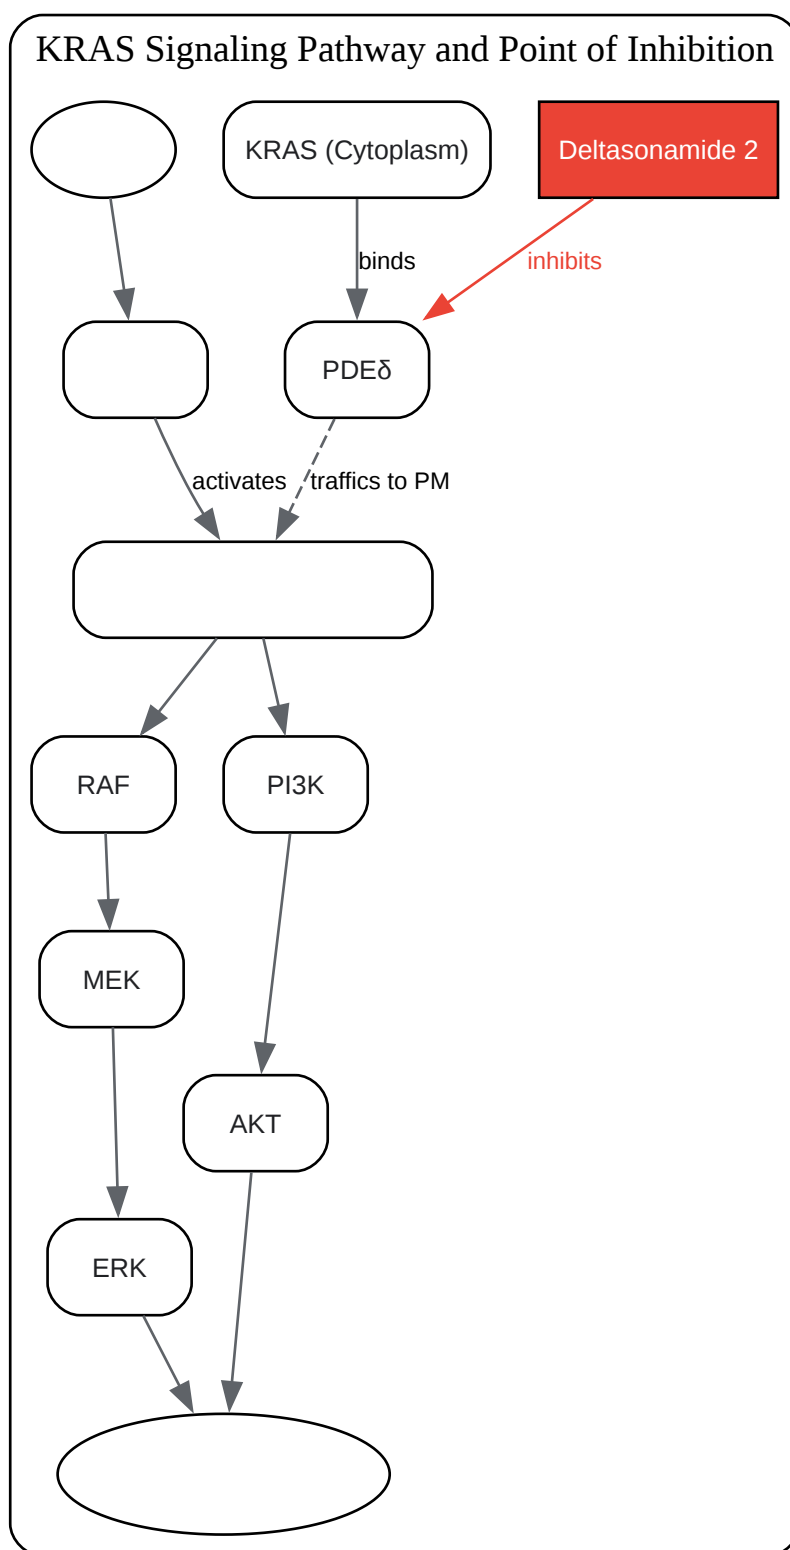 KRAS Signaling Pathway and Point of Inhibition
KRAS (Cytoplasm)
Deltasonamide 2
binds
inhibits
PDEδ
activates
traffics to PM
RAF
PI3K
MEK
AKT
ERK